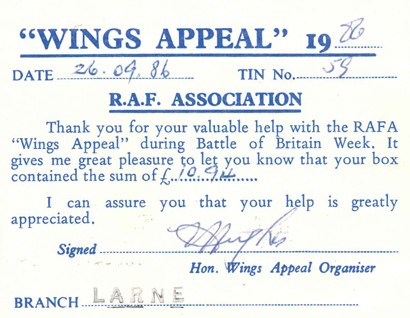 “WINGS APPEAL” 1986
DATE 26.09.86 TIN No. 59
R.A.F. ASSOCIATION
Thank you for your valuable help with the RAFA
“Wings Appeal” during Battle of Britain Week. It
gives me great pleasure to let you know that your box
contained the sum of £10.94
I can assure you that your help is greatly
appreciated.
Signed
Hon. Wings Appeal Organiser
BRANCH LARNE